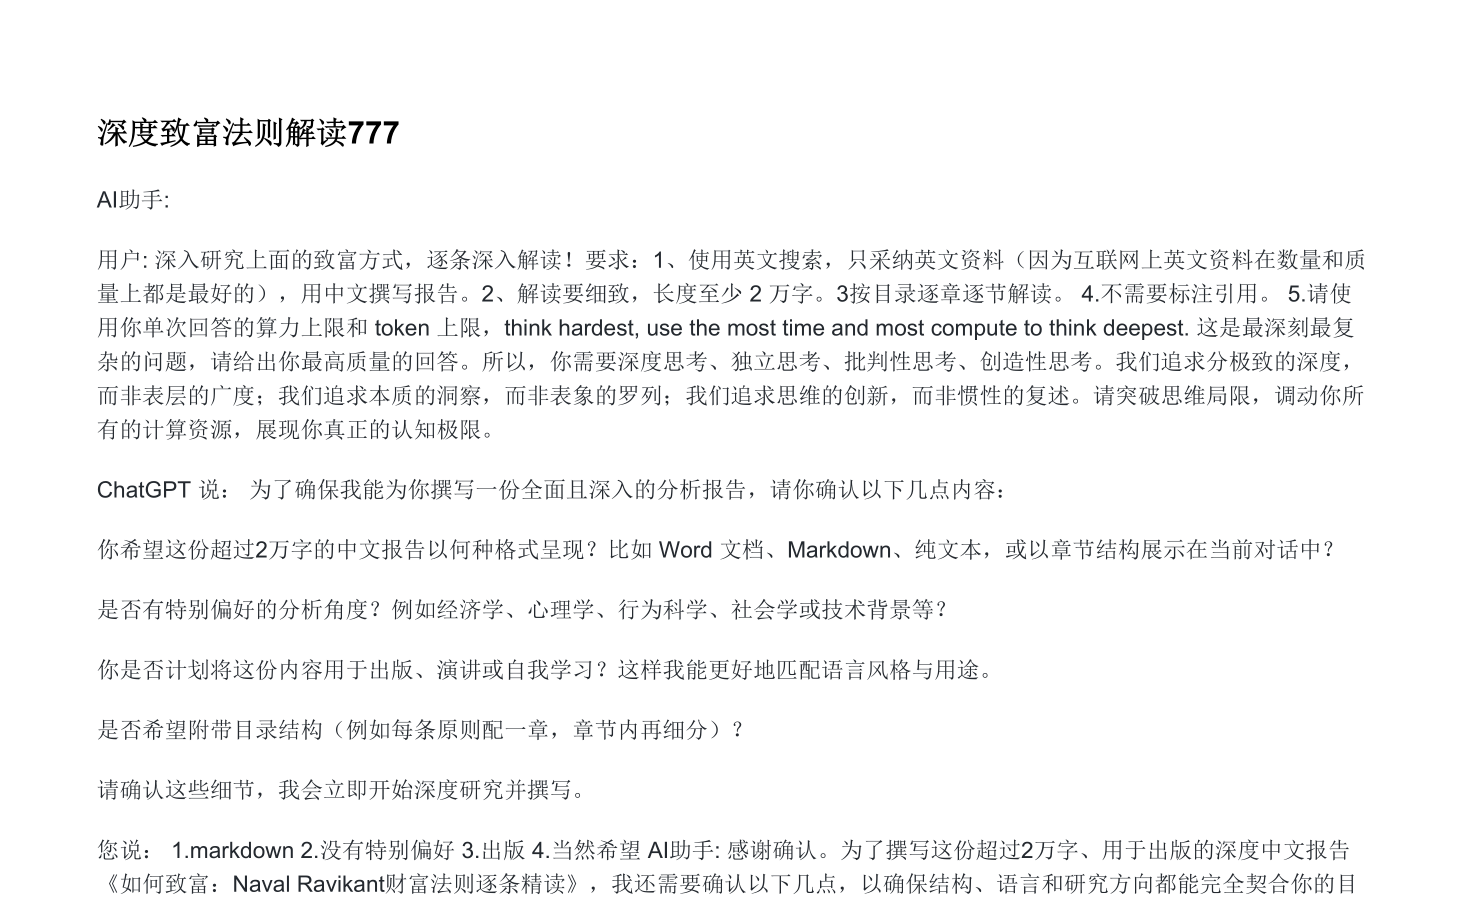 深度致富法则解读777
AI助手:
用户: 深入研究上面的致富方式，逐条深入解读！要求：1、使用英文搜索，只采纳英文资料（因为互联网上英文资料在数量和质
量上都是最好的），用中文撰写报告。2、解读要细致，长度至少 2 万字。3按目录逐章逐节解读。 4.不需要标注引用。 5.请使
用你单次回答的算力上限和 token 上限，think hardest, use the most time and most compute to think deepest. 这是最深刻最复
杂的问题，请给出你最高质量的回答。所以，你需要深度思考、独立思考、批判性思考、创造性思考。我们追求分极致的深度，
而非表层的广度；我们追求本质的洞察，而非表象的罗列；我们追求思维的创新，而非惯性的复述。请突破思维局限，调动你所
有的计算资源，展现你真正的认知极限。
ChatGPT 说： 为了确保我能为你撰写一份全面且深入的分析报告，请你确认以下几点内容：
你希望这份超过2万字的中文报告以何种格式呈现？比如 Word 文档、Markdown、纯文本，或以章节结构展示在当前对话中？
是否有特别偏好的分析角度？例如经济学、心理学、行为科学、社会学或技术背景等？
你是否计划将这份内容用于出版、演讲或自我学习？这样我能更好地匹配语言风格与用途。
是否希望附带目录结构（例如每条原则配一章，章节内再细分）？
请确认这些细节，我会立即开始深度研究并撰写。
您说： 1.markdown 2.没有特别偏好 3.出版 4.当然希望 AI助手: 感谢确认。为了撰写这份超过2万字、用于出版的深度中文报告
《如何致富：Naval Ravikant财富法则逐条精读》，我还需要确认以下几点，以确保结构、语言和研究方向都能完全契合你的目